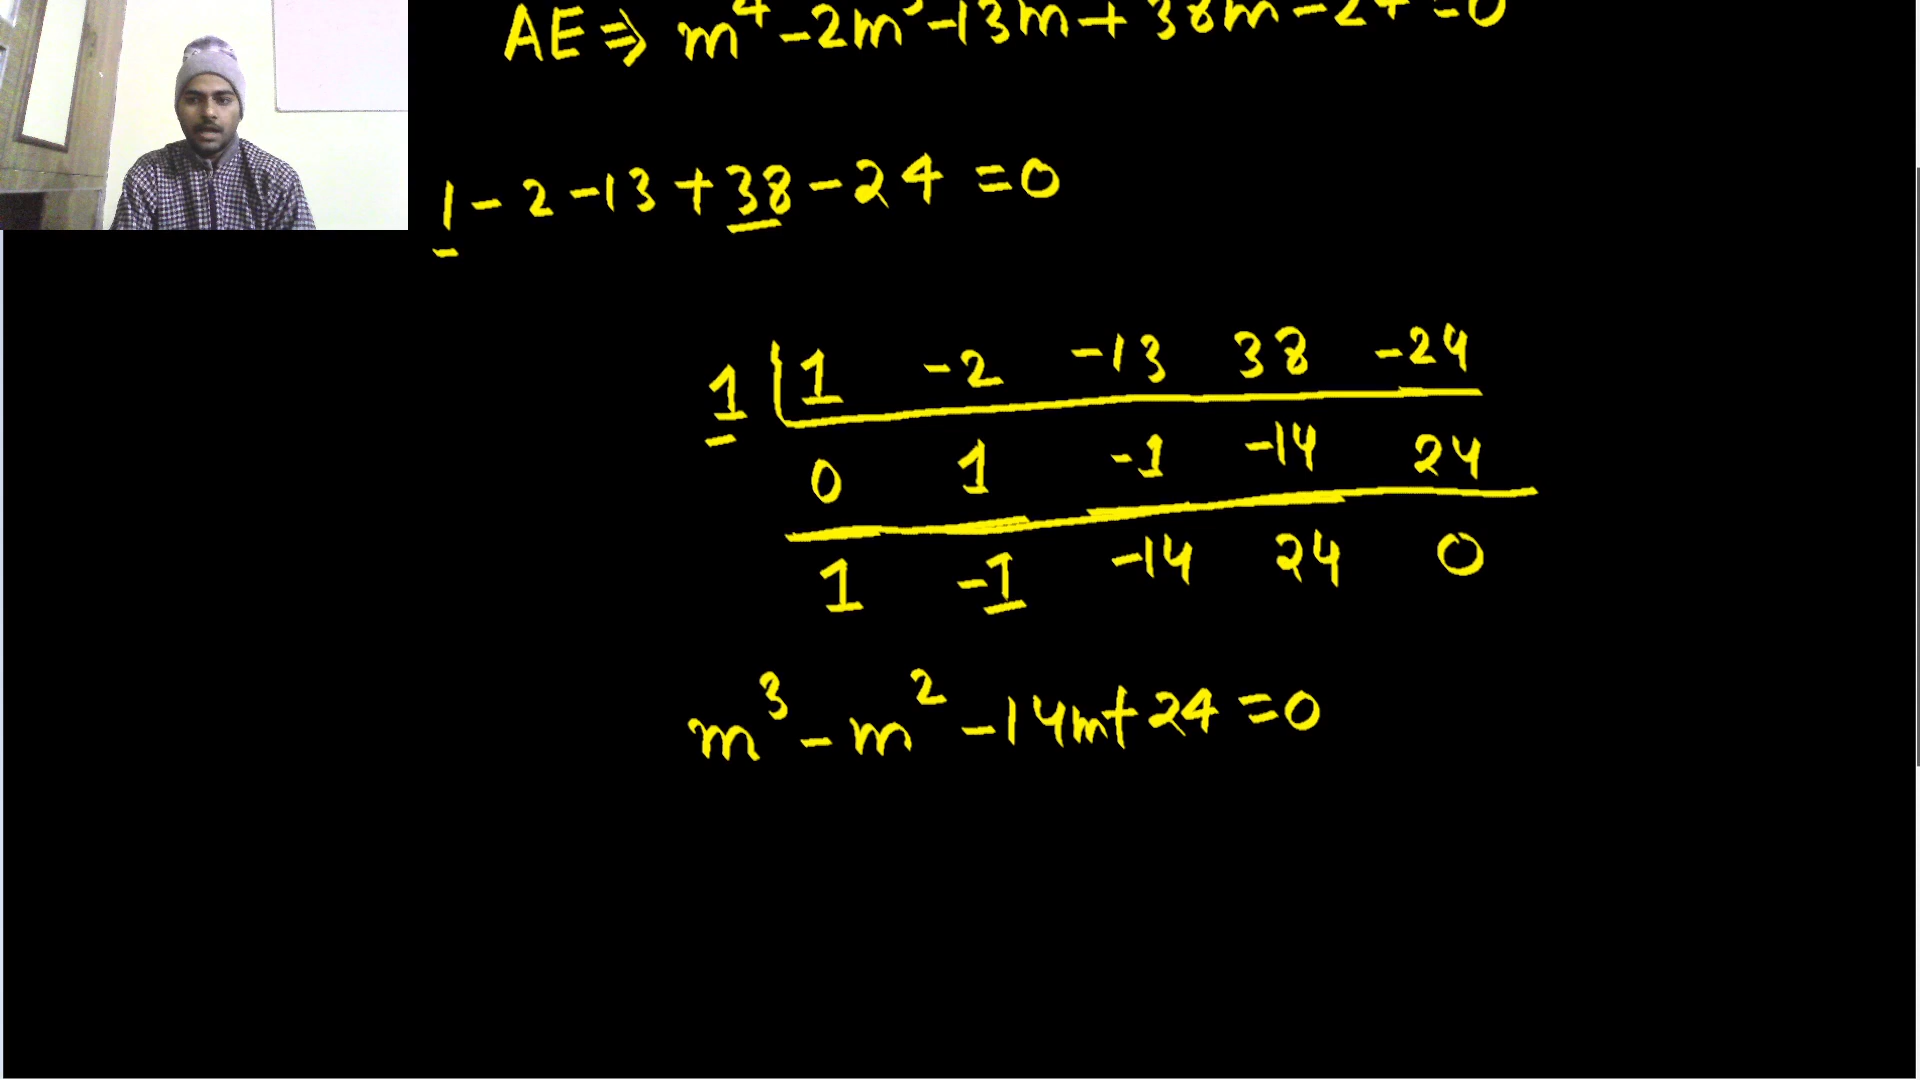 AE ⇒ m⁴ - 2m³ - 13m + 38m - 24 = 0
1 - 2 - 13 + 38 - 24 = 0
1 | 1 -2 -13 38 -24
0 1 -1 -14 24
1 -1 -14 24 0
m³ - m² - 14m + 24 = 0